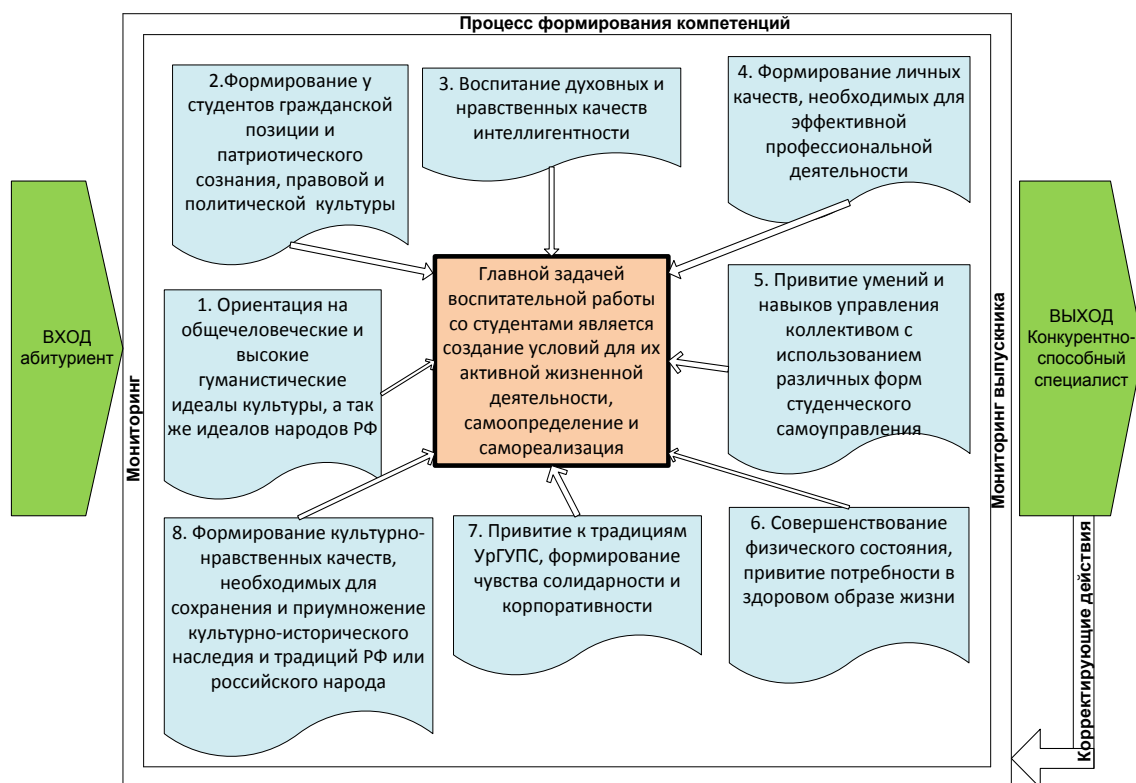 Процесс формирования компетенций
2.Формирование у
студентов гражданской
позиции и
патриотического
сознания, правовой и
политической культуры
3. Воспитание духовных и
нравственных качеств
интеллигентности
4. Формирование личных
качеств, необходимых для
эффективной
профессиональной
деятельности
ВХОД
абитуриент
Мониторинг
1. Ориентация на
общечеловеческие и
высокие
гуманистические
идеалы культуры, а так
же идеалов народов РФ
Главной задачей
воспитательной работы
со студентами является
создание условий для их
активной жизненной
деятельности,
самоопределение и
самореализация
5. Привитие умений и
навыков управления
коллективом с
использованием
различных форм
студенческого
самоуправления
Мониторинг выпускника
ВЫХОД
Конкурентно-
способный
специалист
8. Формирование культурно-
нравственных качеств,
необходимых для
сохранения и приумножение
культурно-исторического
наследия и традиций РФ или
российского народа
7. Привитие к традициям
УрГУПС, формирование
чувства солидарности и
корпоративности
6. Совершенствование
физического состояния,
привитие потребности в
здоровом образе жизни
Корректирующие действия